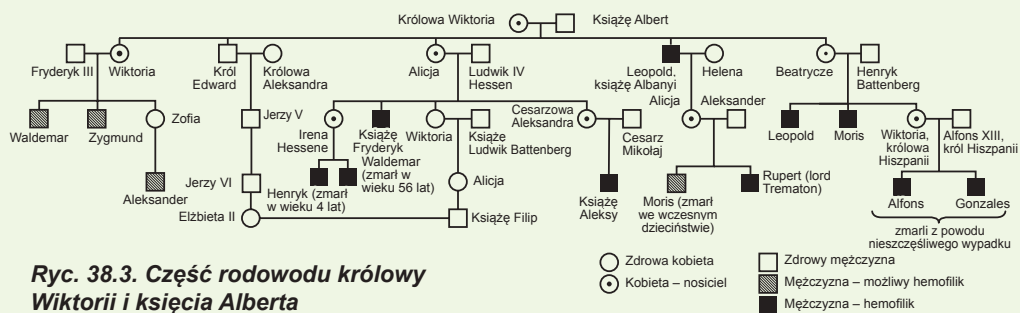 Królowa Wiktoria
Książę Albert
Fryderyk III
Wiktoria
Król
Edward
Królowa
Aleksandra
Alicja
Ludwik IV
Hessen
Leopold,
książę Albanyi
Helena
Beatrycze
Henryk
Battenberg
Waldemar
Zygmund
Zofia
Jerzy V
Irena
Hessene
Książę
Fryderyk
Wiktoria
Książę
Ludwik Battenberg
Cesarzowa
Aleksandra
Cesarz
Mikołaj
Alicja
Aleksander
Leopold
Moris
Wiktoria,
królowa
Hiszpanii
Alfons XIII,
król Hiszpanii
Aleksander
Jerzy VI
Henryk (zmarł
w wieku 4 lat)
Waldemar
(zmarł w
wieku 56 lat)
Alicja
Książę
Aleksy
Moris (zmarł
we wczesnym
dzieciństwie)
Rupert (lord
Trematon)
Alfons
Gonzales
zmarli z powodu
nieszczęśliwego wypadku
Elżbieta II
Książę Filip
Zdrowa kobieta
Kobieta – nosiciel
Zdrowy mężczyzna
Mężczyzna – możliwy hemofilik
Mężczyzna – hemofilik
Ryc. 38.3. Część rodowodu królowy
Wiktorii i księcia Alberta